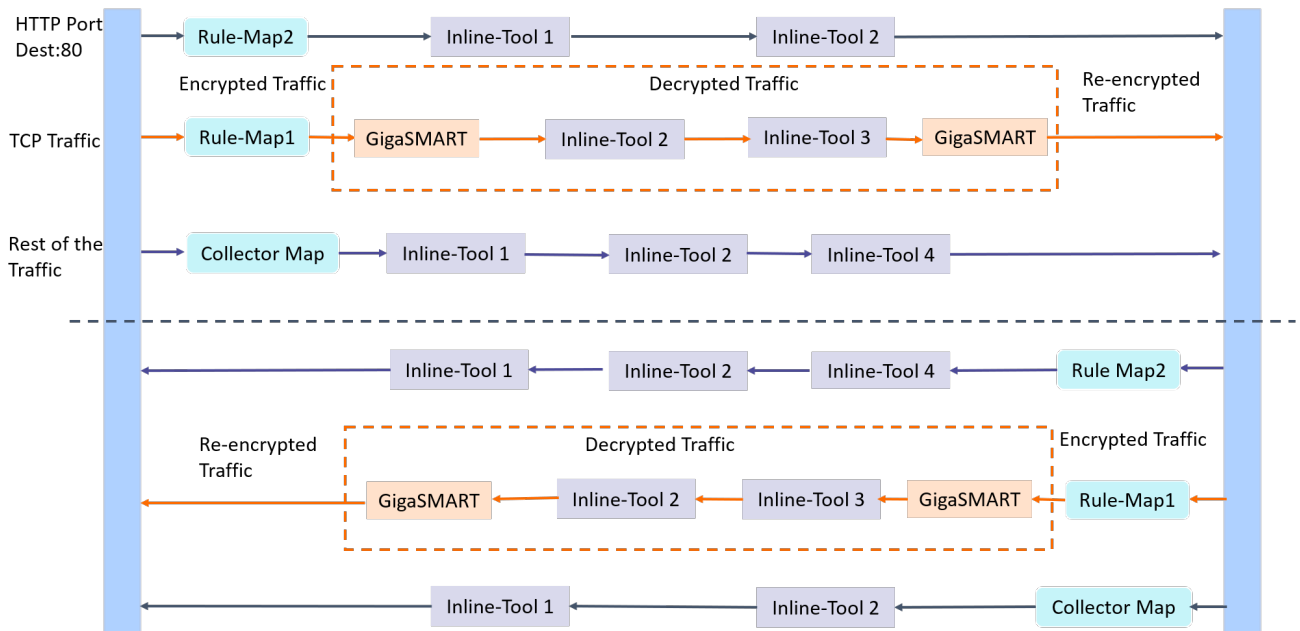 HTTP Port
Dest:80
Rule-Map2
Inline-Tool 1
Inline-Tool 2
Encrypted Traffic
Decrypted Traffic
Re-encrypted
Traffic
TCP Traffic
Rule-Map1
GigaSMART
Inline-Tool 2
Inline-Tool 3
GigaSMART
Rest of the
Traffic
Collector Map
Inline-Tool 1
Inline-Tool 2
Inline-Tool 4
Inline-Tool 1
Inline-Tool 2
Inline-Tool 4
Rule Map2
Re-encrypted
Traffic
Decrypted Traffic
Encrypted Traffic
GigaSMART
Inline-Tool 2
Inline-Tool 3
GigaSMART
Rule-Map1
Inline-Tool 1
Inline-Tool 2
Collector Map